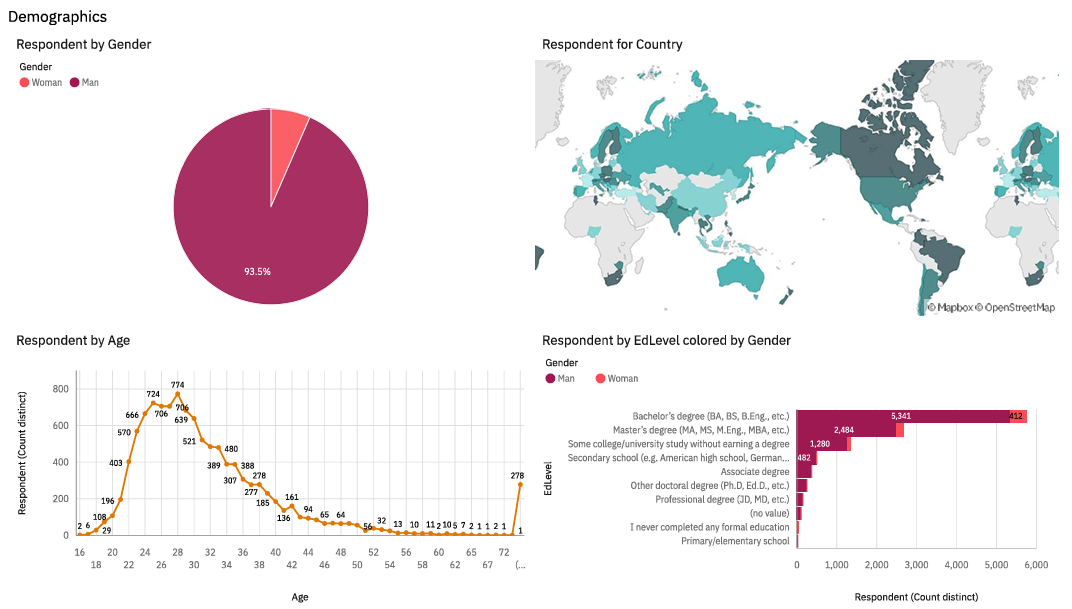 Demographics
Respondent by Gender
Gender
Woman Man
93.5%
Respondent for Country
© Mapbox © OpenStreetMap
Respondent by Age
Respondent (Count distinct)
800
600
400
200
0
2 6 29 108 196 403 570 666 724 706 774 706 639 521 389 480 307 388 277 278 185 136 161 94 65 64 56 32 13 10 11 2 10 5 7 2 1 1 2 1 278 1
16 20 24 28 32 36 40 44 48 52 56 60 62 65 67 72
18 22 26 30 34 38 42 46 50 54 58 62 67 (...
Age
Respondent by EdLevel colored by Gender
Gender
Man Woman
EdLevel
Bachelor's degree (BA, BS, B.Eng., etc.) 5,341 412
Master's degree (MA, MS, M.Eng., MBA, etc.) 2,484
Some college/university study without earning a degree 1,280
Secondary school (e.g. American high school, German... 482
Associate degree
Other doctoral degree (Ph.D, Ed.D., etc.)
Professional degree (JD, MD, etc.)
(no value)
I never completed any formal education
Primary/elementary school
0 1,000 2,000 3,000 4,000 5,000 6,000
Respondent (Count distinct)